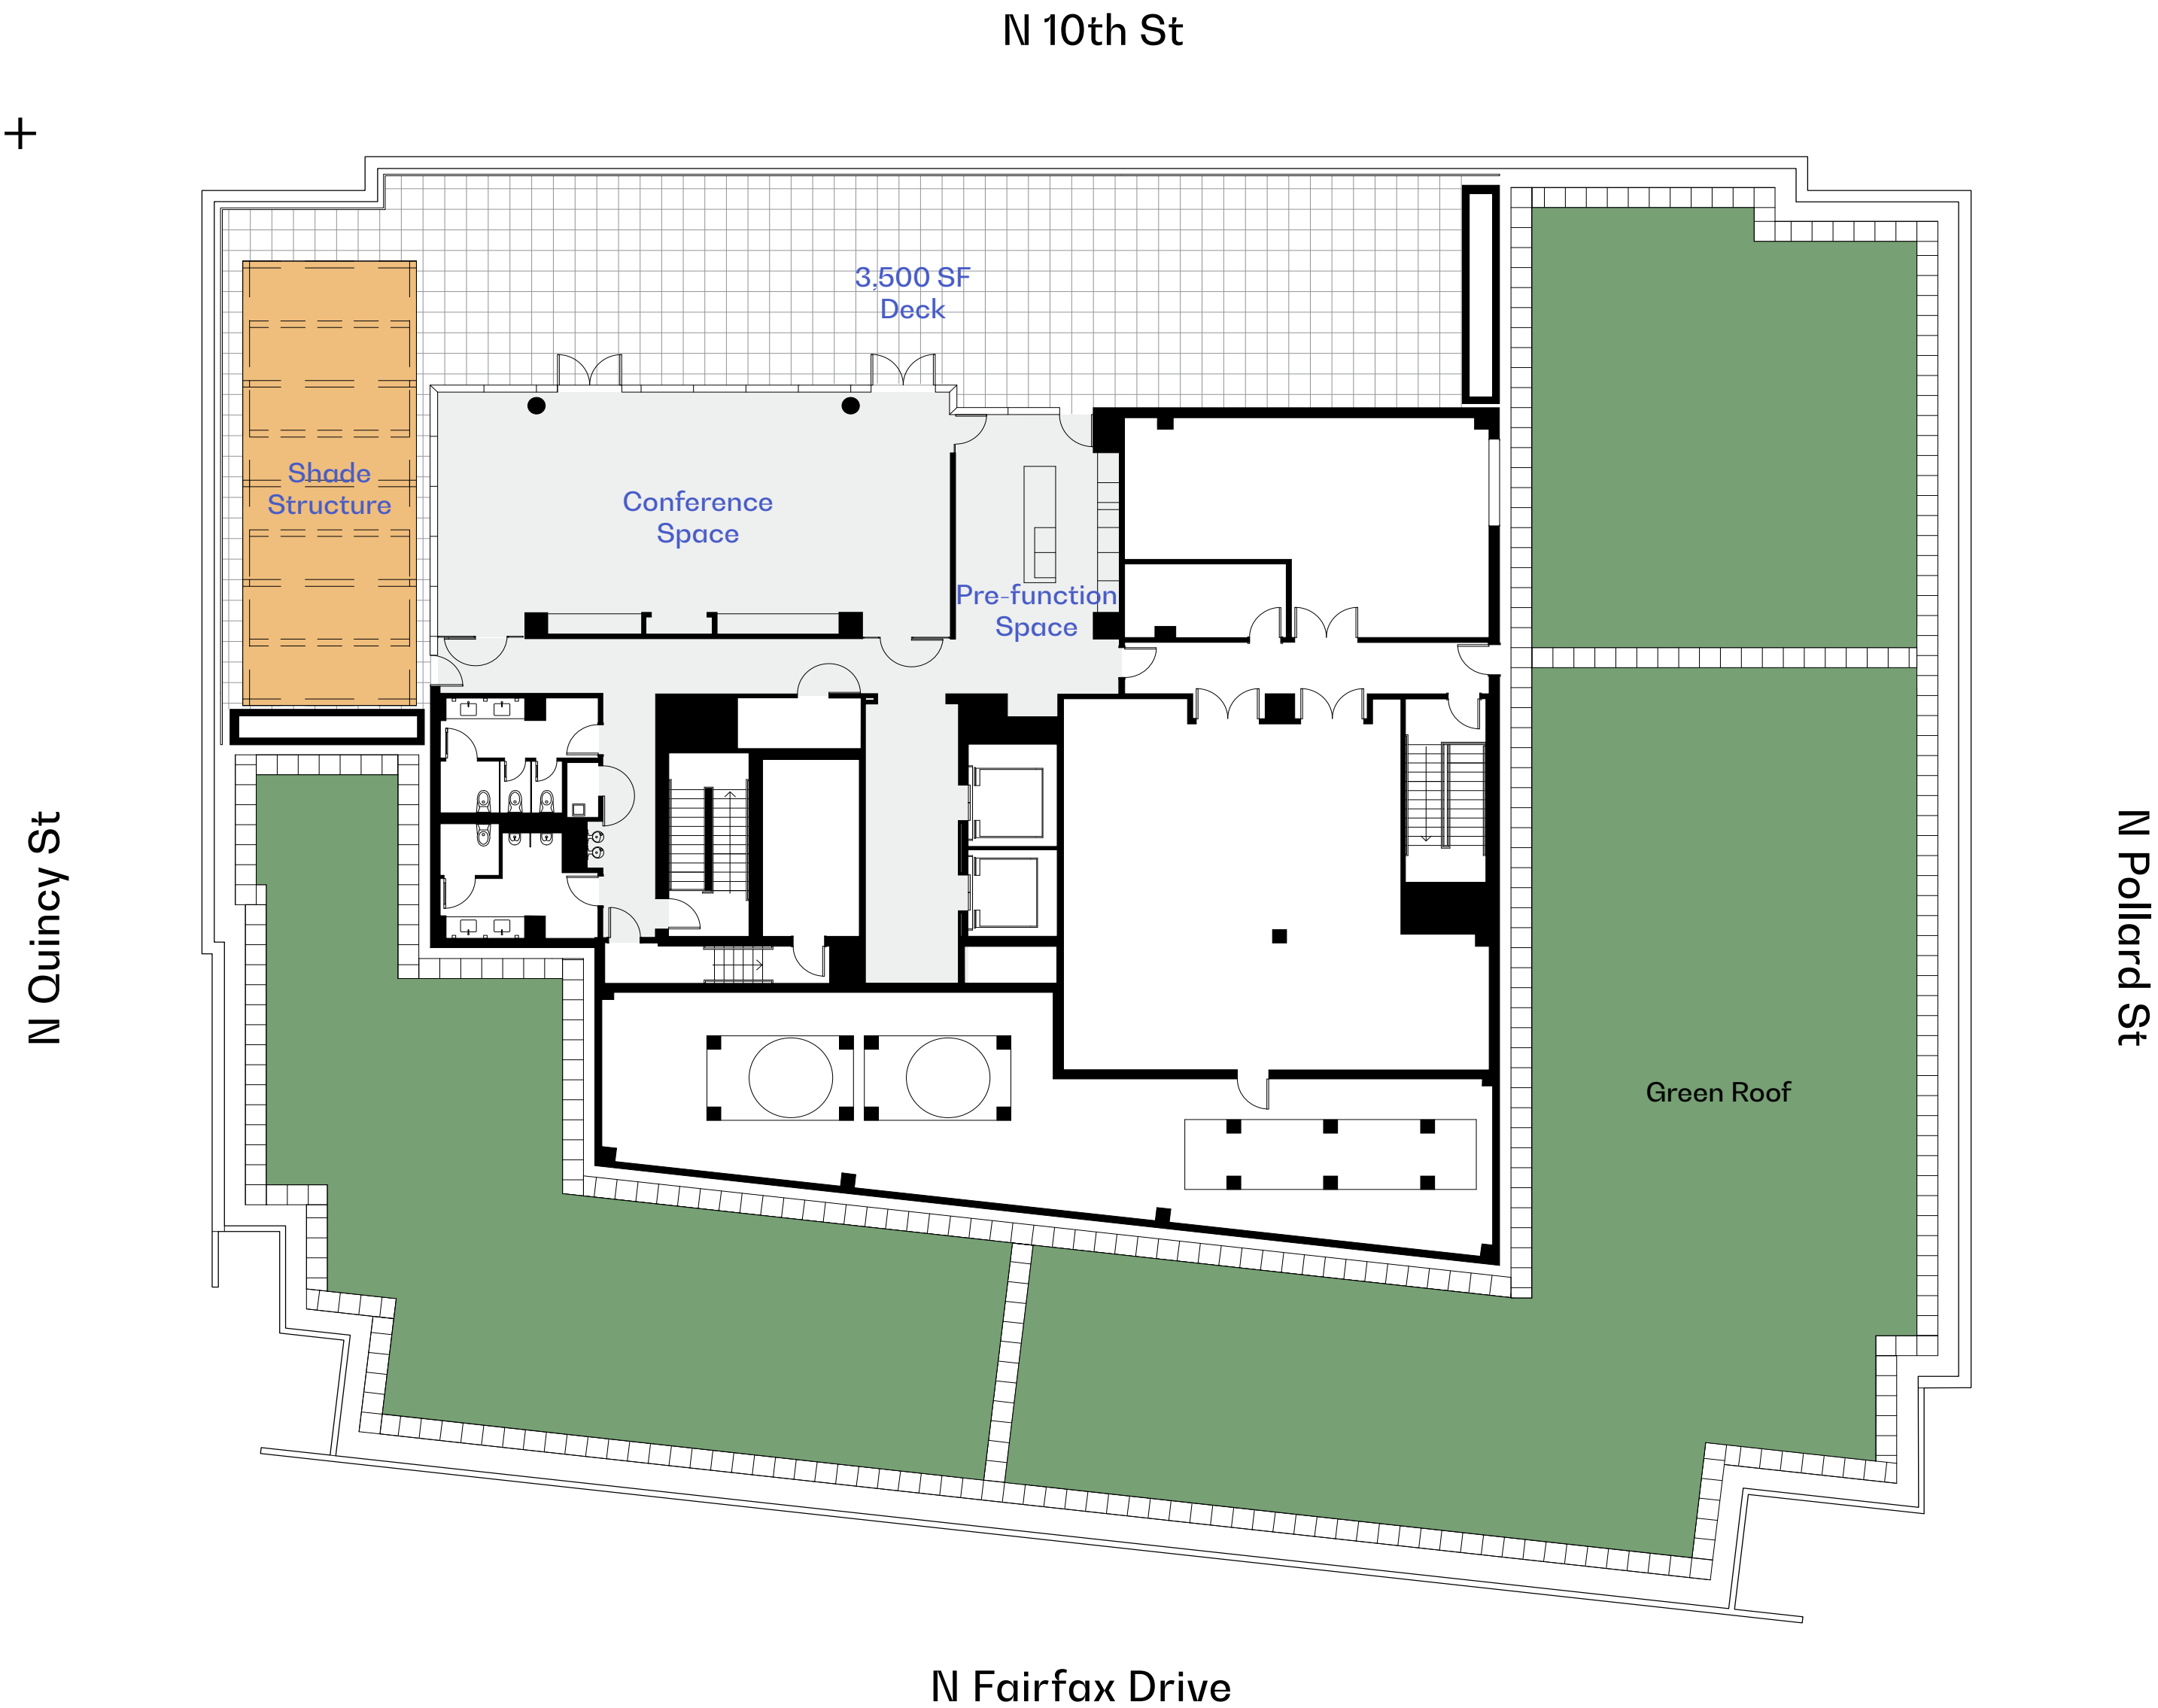 N 10th St
3,500 SF
Deck
Shade
Structure
Conference
Space
Pre-function
Space
N Quincy St
N Pollard St
Green Roof
N Fairfax Drive